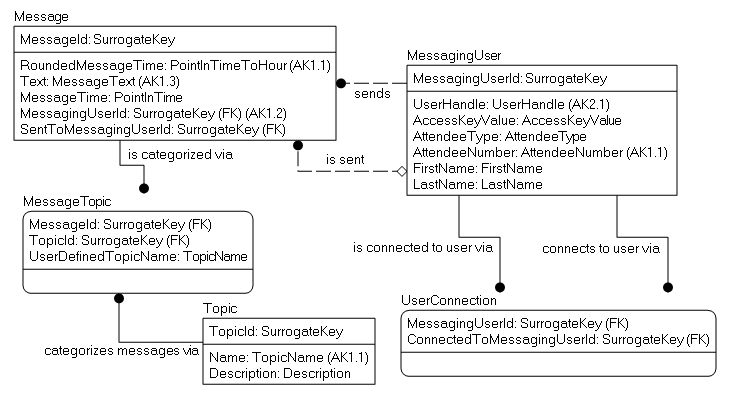 Message
MessageId: SurrogateKey
RoundedMessageTime: PointInTimeToHour (AK1.1)
Text: MessageText (AK1.3)
MessageTime: PointInTime
MessagingUserId: SurrogateKey (FK) (AK1.2)
SentToMessagingUserId: SurrogateKey (FK)
MessagingUser
MessagingUserId: SurrogateKey
UserHandle: UserHandle (AK2.1)
AccessKeyValue: AccessKeyValue
AttendeeType: AttendeeType
AttendeeNumber: AttendeeNumber (AK1.1)
FirstName: FirstName
LastName: LastName
sends
is sent
is categorized via
MessageTopic
MessageId: SurrogateKey (FK)
TopicId: SurrogateKey (FK)
UserDefinedTopicName: TopicName
is connected to user via
connects to user via
categorizes messages via
Topic
TopicId: SurrogateKey
Name: TopicName (AK1.1)
Description: Description
UserConnection
MessagingUserId: SurrogateKey (FK)
ConnectedToMessagingUserId: SurrogateKey (FK)